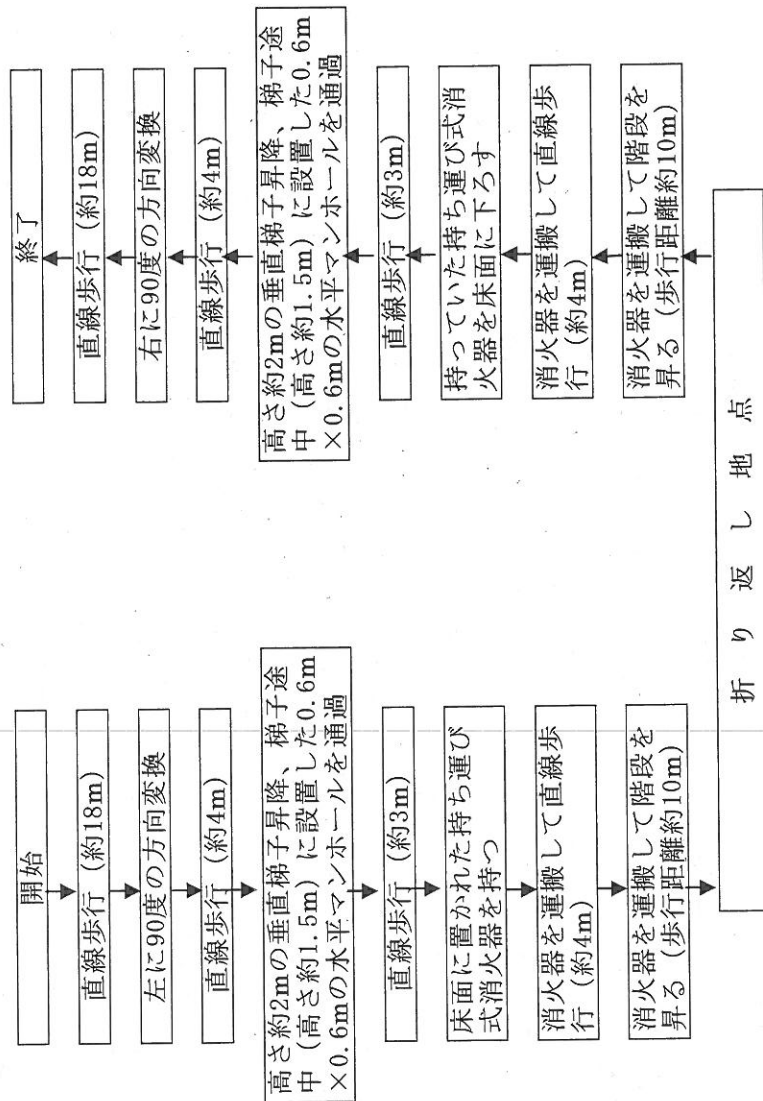 開始
直線歩行（約18m）
左に90度の方向変換
直線歩行（約4m）
高さ約2mの垂直梯子昇降、梯子途
中（高さ約1.5m）に設置した0.6m
×0.6mの水平マンホールを通過
直線歩行（約3m）
床面に置かれた持ち運び
式消火器を持つ
消火器を運搬して直線歩
行（約4m）
消火器を運搬して階段を
昇る（歩行距離約10m）
折り返し地点
消火器を運搬して階段を
昇る（歩行距離約10m）
消火器を運搬して直線歩
行（約4m）
持っていた持ち運び式消
火器を床面に下ろす
直線歩行（約3m）
高さ約2mの垂直梯子昇降、梯子途
中（高さ約1.5m）に設置した0.6m
×0.6mの水平マンホールを通過
直線歩行（約4m）
右に90度の方向変換
直線歩行（約18m）
終了